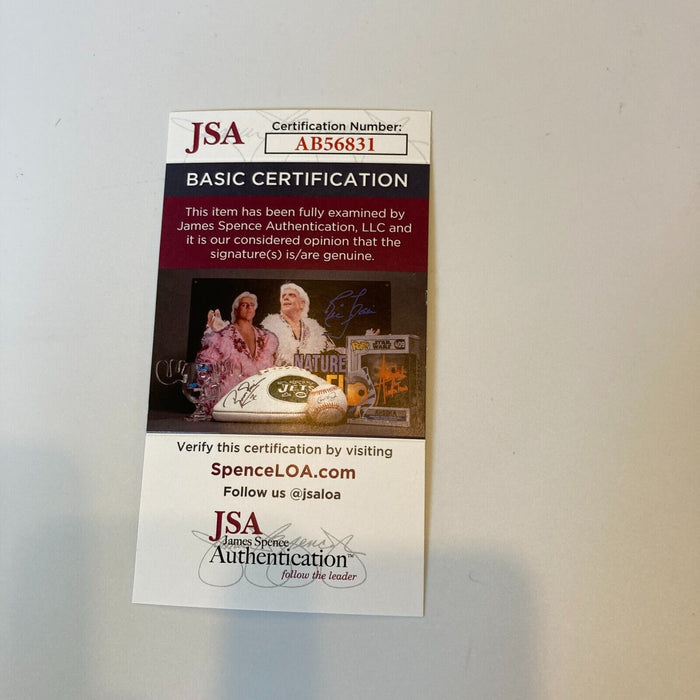 JSA
Certification Number:
AB56831
BASIC CERTIFICATION
This item has been fully examined by
James Spence Authentication, LLC and
it is our considered opinion that the
signature(s) is/are genuine.
NATURE
STAR WARS
409
JETS
Verify this certification by visiting
SpenceLOA.com
Follow us @jsaloa
JSA
James Spence
Authentication™
follow the leader